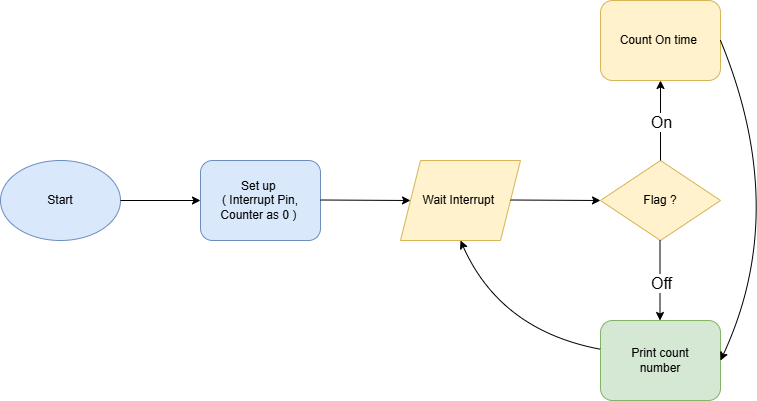 Start
Set up
( Interrupt Pin,
Counter as 0 )
Wait Interrupt
Flag ?
On
Count On time
Off
Print count
number